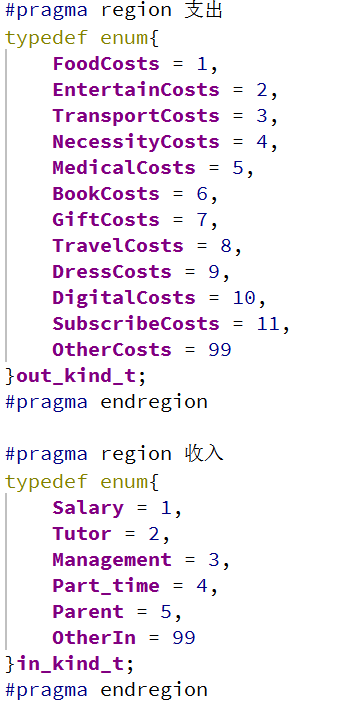 #pragma region 支出
typedef enum{
    FoodCosts = 1,
    EntertainCosts = 2,
    TransportCosts = 3,
    NecessityCosts = 4,
    MedicalCosts = 5,
    BookCosts = 6,
    GiftCosts = 7,
    TravelCosts = 8,
    DressCosts = 9,
    DigitalCosts = 10,
    SubscribeCosts = 11,
    OtherCosts = 99
}out_kind_t;
#pragma endregion

#pragma region 收入
typedef enum{
    Salary = 1,
    Tutor = 2,
    Management = 3,
    Part_time = 4,
    Parent = 5,
    OtherIn = 99
}in_kind_t;
#pragma endregion